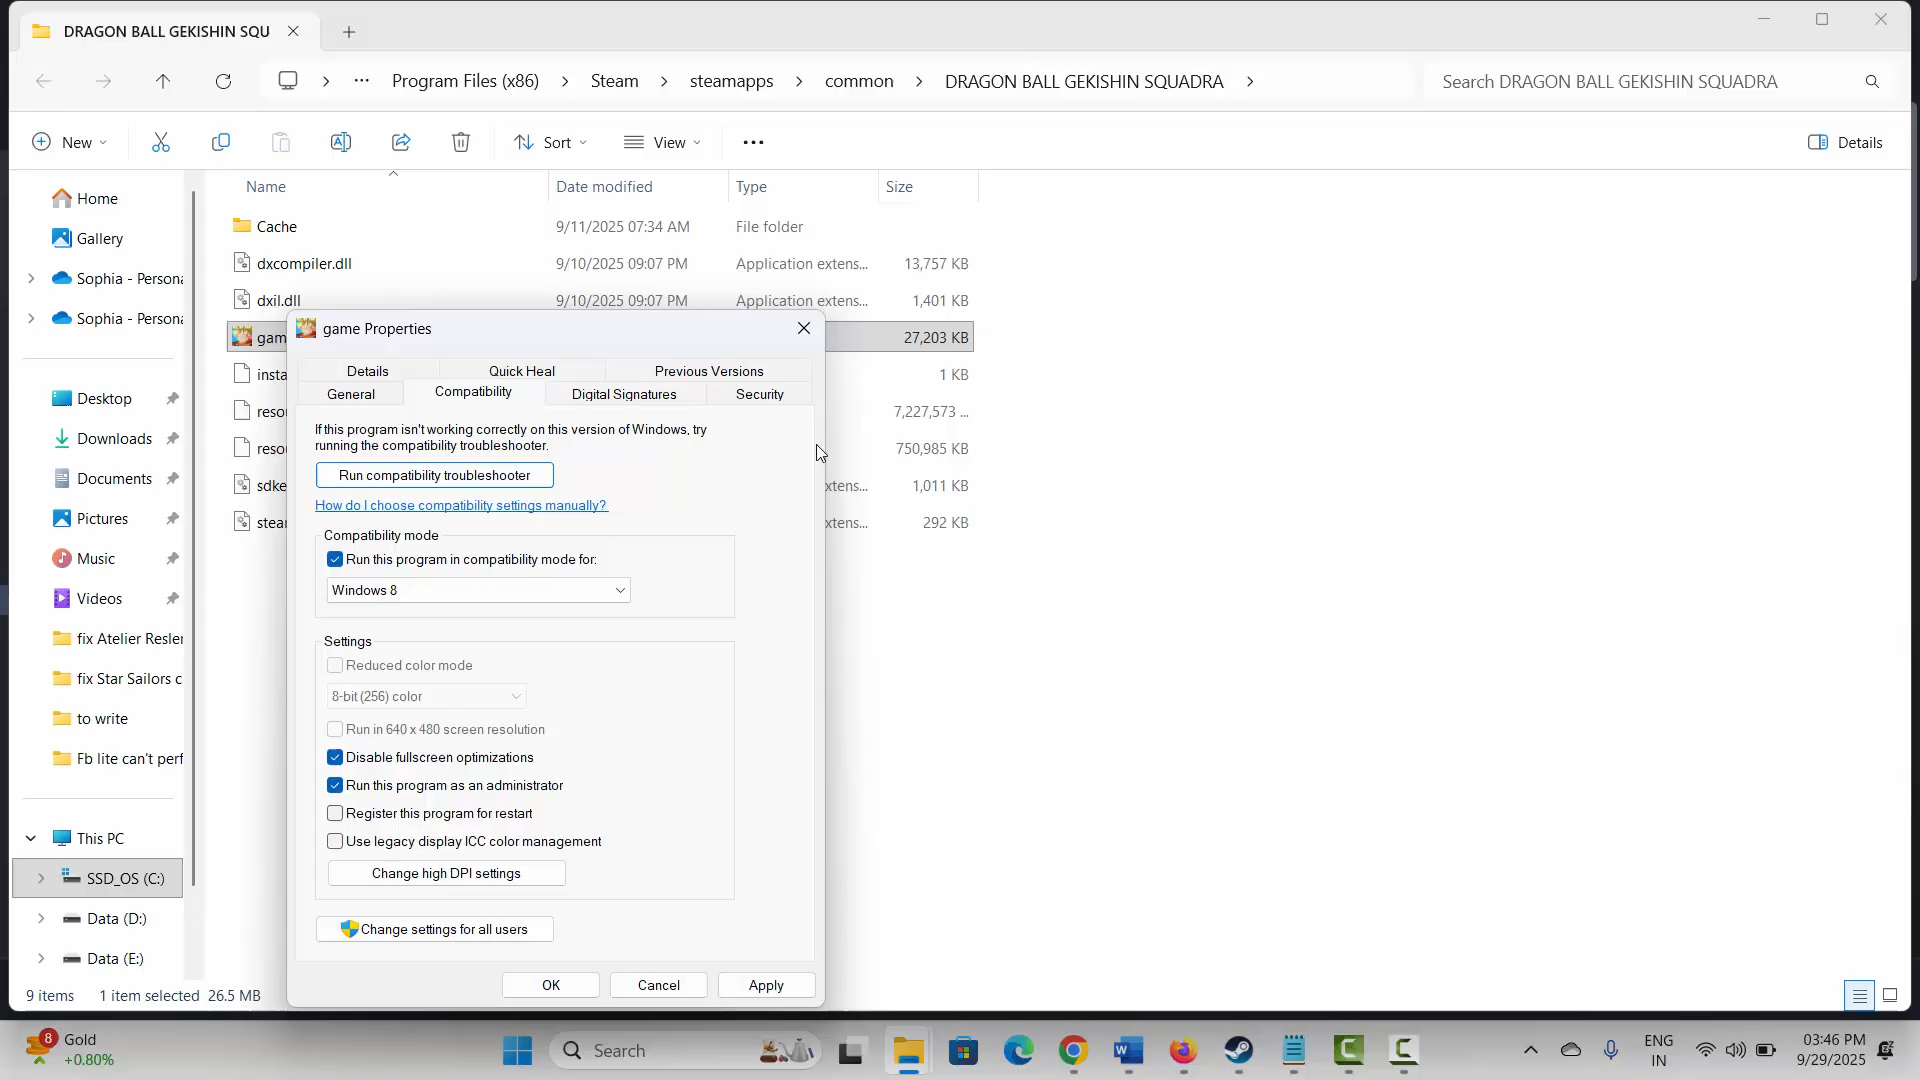 DRAGON BALL GEKISHIN SQU
Program Files (x86)
Steam
steamapps
common
DRAGON BALL GEKISHIN SQUADRA
Search DRAGON BALL GEKISHIN SQUADRA
New
Sort
View
Details
Name
Date modified
Type
Size
Home
Gallery
Sophia - Persona
Sophia - Persona
Desktop
Downloads
Documents
Pictures
Music
Videos
fix Atelier Resler
fix Star Sailors c
to write
Fb lite can't perf
This PC
SSD_OS (C:)
Data (D:)
Data (E:)
Cache 9/11/2025 07:34 AM File folder
dxcompiler.dll 9/10/2025 09:07 PM Application extens... 13,757 KB
dxil.dll 9/10/2025 09:07 PM Application extens... 1,401 KB
gam 27,203 KB
insta 1 KB
resou 7,227,573 ...
resou 750,985 KB
sdke xtens... 1,011 KB
stear xtens... 292 KB
game Properties
Details
Quick Heal
Previous Versions
General
Compatibility
Digital Signatures
Security
If this program isn't working correctly on this version of Windows, try
running the compatibility troubleshooter.
Run compatibility troubleshooter
How do I choose compatibility settings manually?
Compatibility mode
Run this program in compatibility mode for:
Windows 8
Settings
Reduced color mode
8-bit (256) color
Run in 640 x 480 screen resolution
Disable fullscreen optimizations
Run this program as an administrator
Register this program for restart
Use legacy display ICC color management
Change high DPI settings
Change settings for all users
OK
Cancel
Apply
9 items 1 item selected 26.5 MB
8
Gold
+0.80%
Search
ENG
IN
03:46 PM
9/29/2025